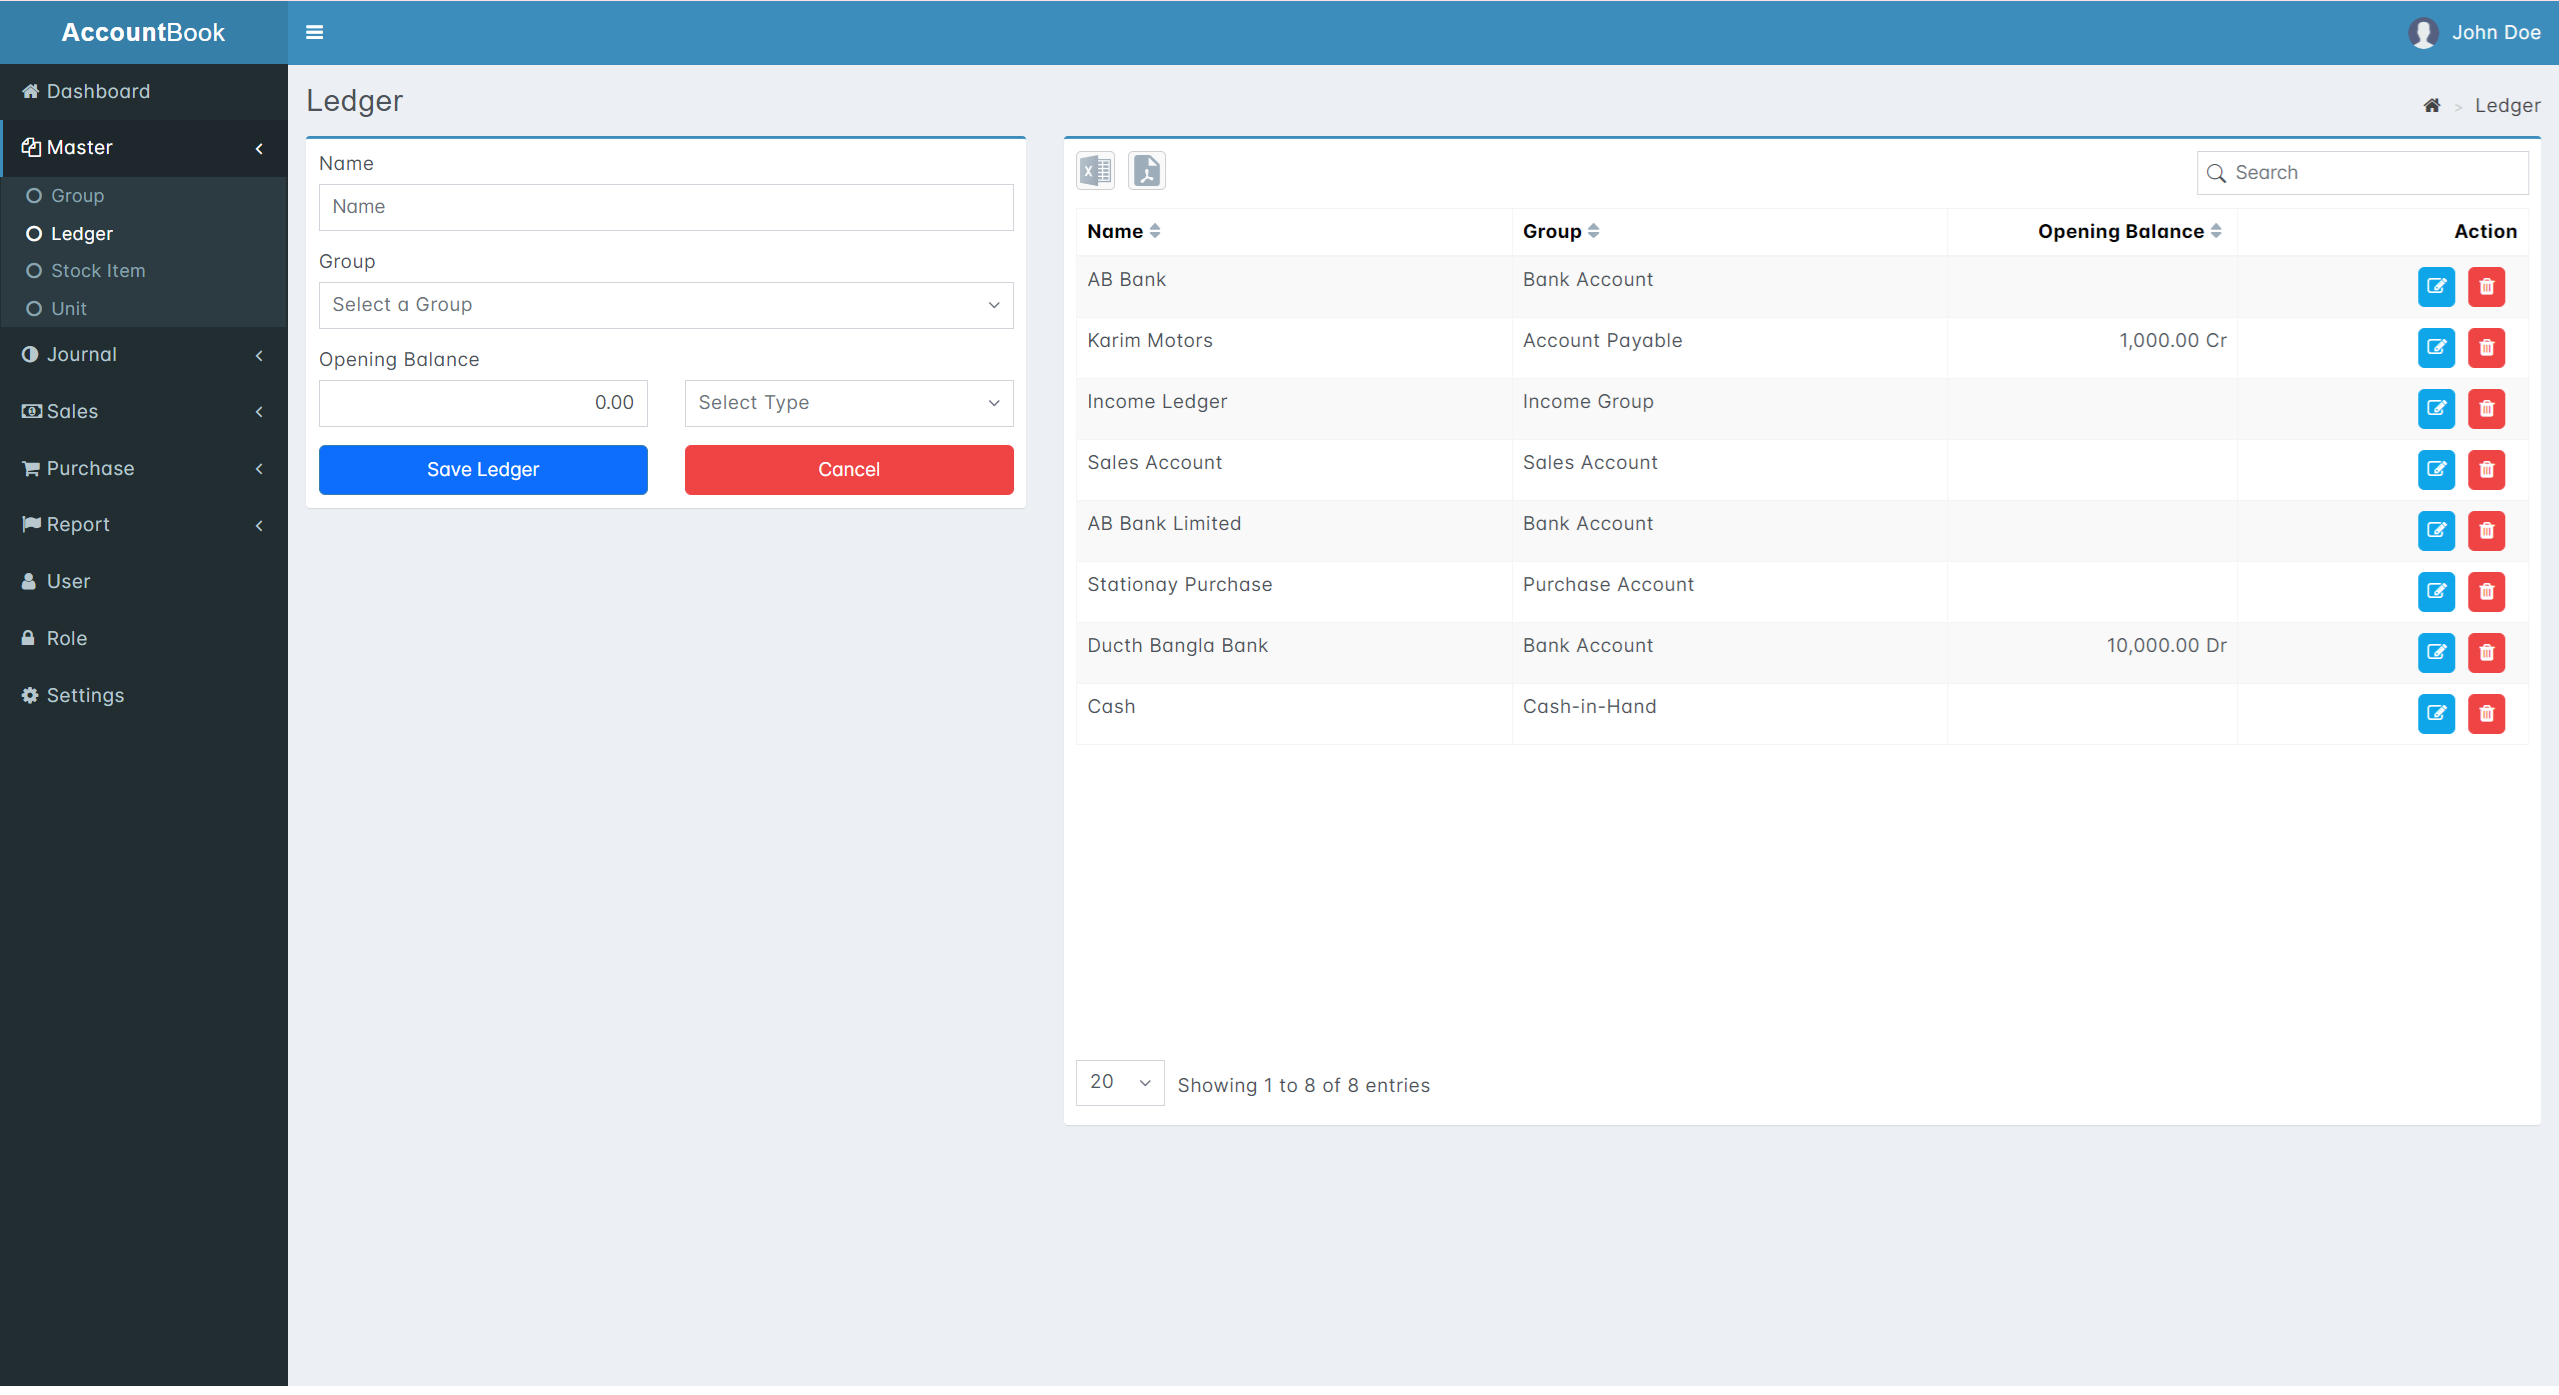 AccountBook
John Doe
Dashboard
Master
Group
Ledger
Stock Item
Unit
Journal
Sales
Purchase
Report
User
Role
Settings
Ledger
> Ledger
Name
Name
Group
Select a Group
Opening Balance
0.00 Select Type
Save Ledger Cancel
Search
Name Group Opening Balance Action
AB Bank Bank Account
Karim Motors Account Payable 1,000.00 Cr
Income Ledger Income Group
Sales Account Sales Account
AB Bank Limited Bank Account
Stationay Purchase Purchase Account
Ducth Bangla Bank Bank Account 10,000.00 Dr
Cash Cash-in-Hand
20 Showing 1 to 8 of 8 entries